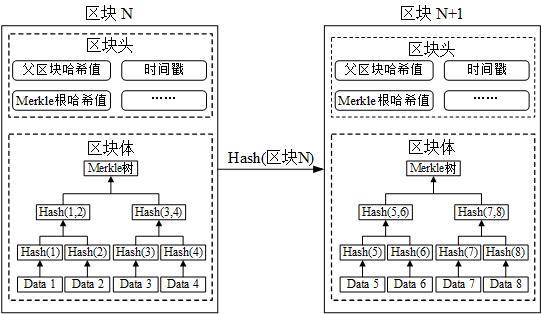 区块 N
区块头
父区块哈希值 时间戳
Merkle根哈希值 ……
区块体
Merkle树
Hash(1,2) Hash(3,4)
Hash(1) Hash(2) Hash(3) Hash(4)
Data 1 Data 2 Data 3 Data 4
Hash(区块N)
区块 N+1
区块头
父区块哈希值 时间戳
Merkle根哈希值 ……
区块体
Merkle树
Hash(5,6) Hash(7,8)
Hash(5) Hash(6) Hash(7) Hash(8)
Data 5 Data 6 Data 7 Data 8